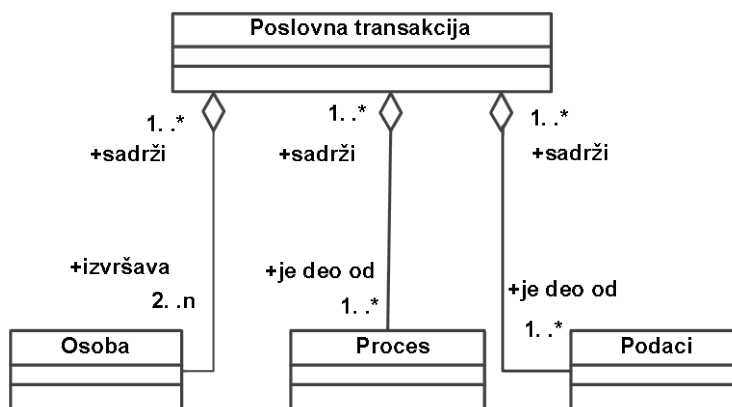 Poslovna transakcija
1. .*
1. .*
1. .*
+sadrži
+sadrži
+sadrži
+izvršava
+je deo od
+je deo od
2. .n
1. .*
1. .*
Osoba
Proces
Podaci